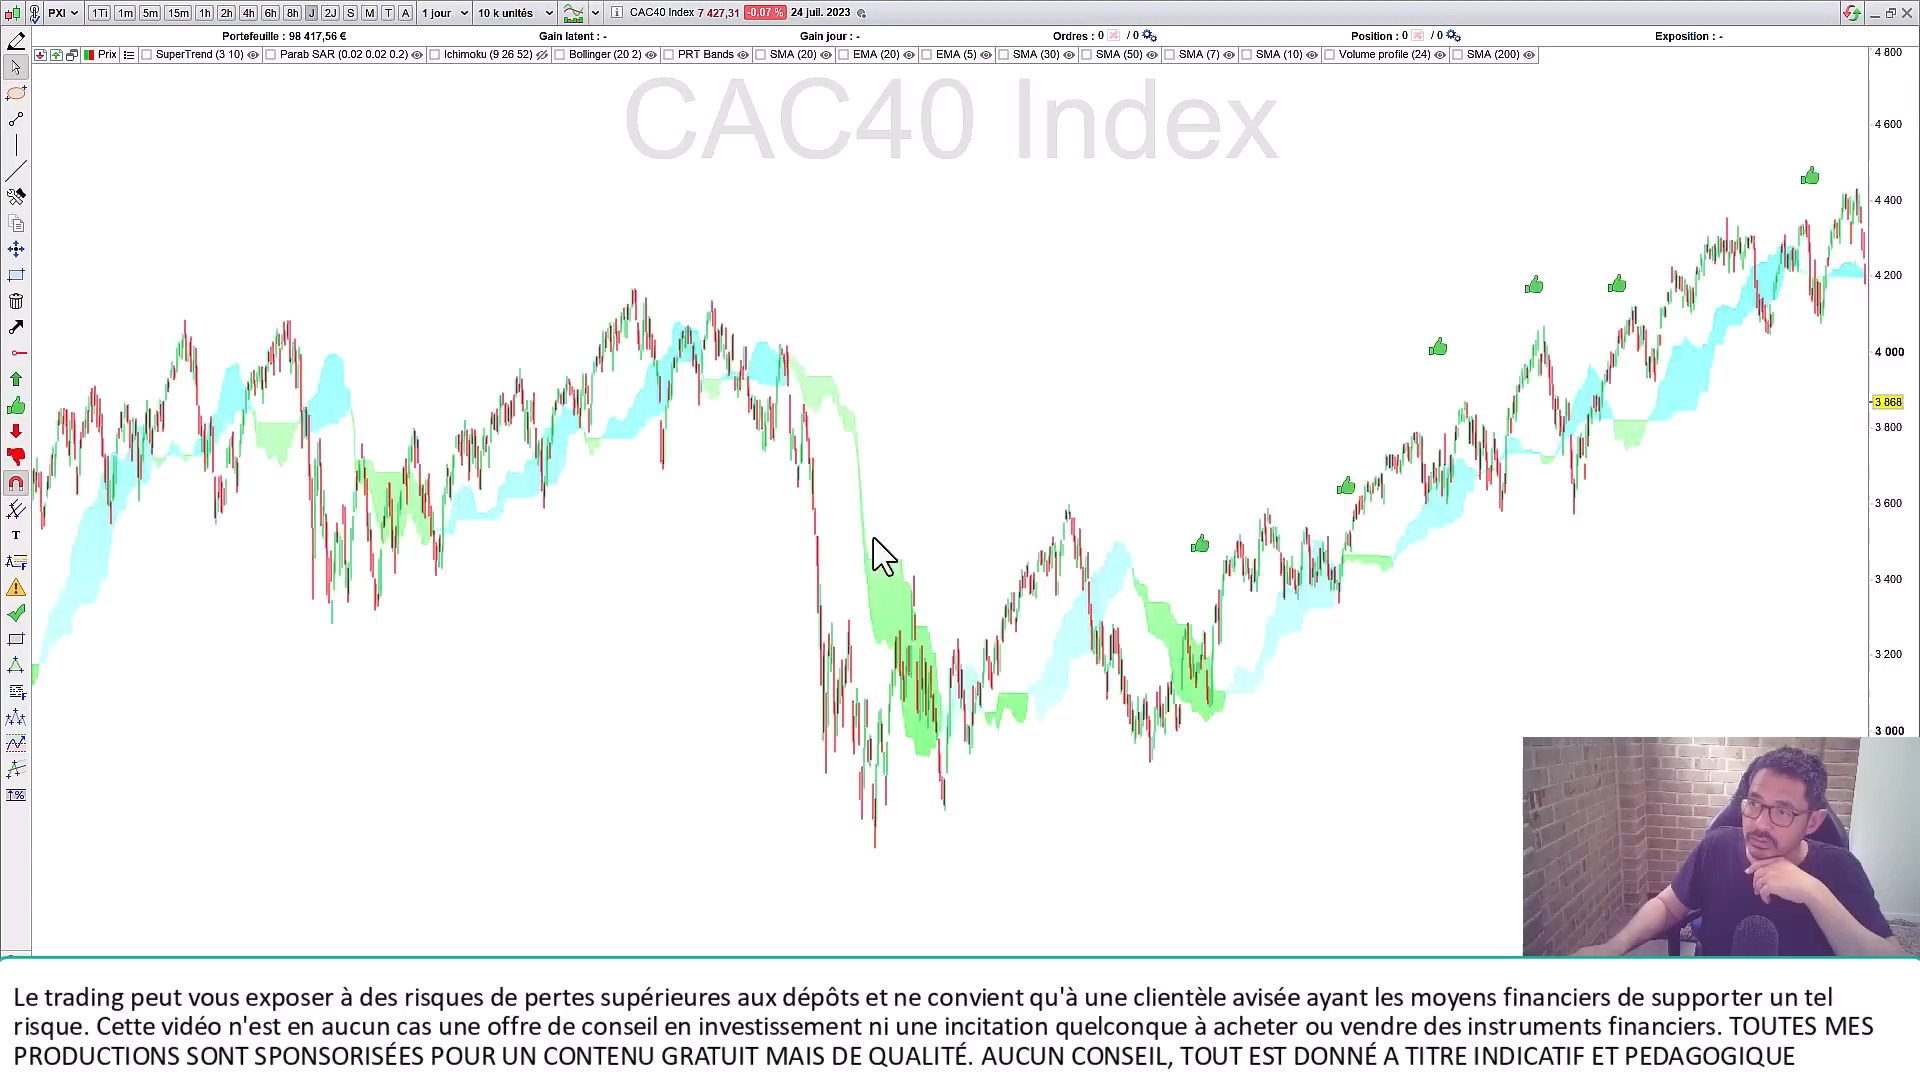 PXI 1Ti 1m 5m 15m 1h 2h 4h 6h 8h J 2J S M T A 1 jour 10 k unités CAC40 Index 7 427,31 -0,07 % 24 juil. 2023
Portefeuille : 98 417,56 € Gain latent : - Gain jour : - Ordres : 0 / 0 Position : 0 / 0 Exposition : -
Prix SuperTrend (3 10) Parab SAR (0.02 0.02 0.2) Ichimoku (9 26 52) Bollinger (20 2) PRT Bands SMA (20) EMA (20) EMA (5) SMA (30) SMA (50) SMA (7) SMA (10) Volume profile (24) SMA (200)
CAC40 Index
4 800
4 600
4 400
4 200
4 000
3 868
3 800
3 600
3 400
3 200
3 000
Le trading peut vous exposer à des risques de pertes supérieures aux dépôts et ne convient qu'à une clientèle avisée ayant les moyens financiers de supporter un tel
risque. Cette vidéo n'est en aucun cas une offre de conseil en investissement ni une incitation quelconque à acheter ou vendre des instruments financiers. TOUTES MES
PRODUCTIONS SONT SPONSORISÉES POUR UN CONTENU GRATUIT MAIS DE QUALITÉ. AUCUN CONSEIL, TOUT EST DONNÉ A TITRE INDICATIF ET PEDAGOGIQUE